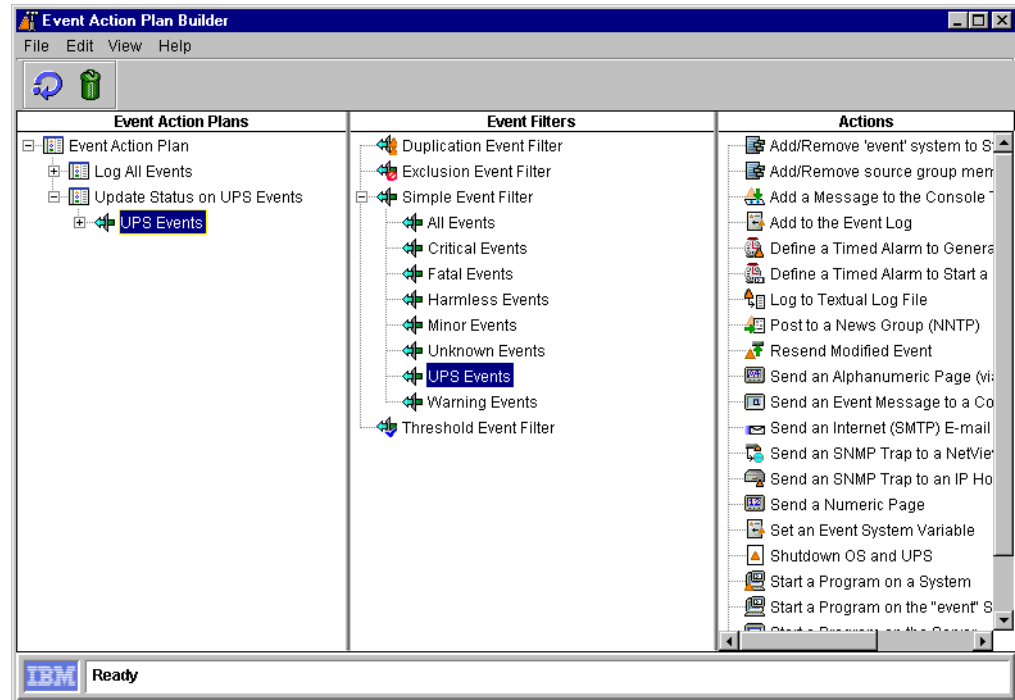 Event Action Plan Builder
File Edit View Help
Event Action Plans
Event Action Plan
Log All Events
Update Status on UPS Events
UPS Events
Event Filters
Duplication Event Filter
Exclusion Event Filter
Simple Event Filter
All Events
Critical Events
Fatal Events
Harmless Events
Minor Events
Unknown Events
UPS Events
Warning Events
Threshold Event Filter
Actions
Add/Remove 'event' system to S
Add/Remove source group mem
Add a Message to the Console T
Add to the Event Log
Define a Timed Alarm to Genera
Define a Timed Alarm to Start a
Log to Textual Log File
Post to a News Group (NNTP)
Resend Modified Event
Send an Alphanumeric Page (vi
Send an Event Message to a Co
Send an Internet (SMTP) E-mail
Send an SNMP Trap to a NetVie
Send an SNMP Trap to an IP Ho
Send a Numeric Page
Set an Event System Variable
Shutdown OS and UPS
Start a Program on a System
Start a Program on the "event" S
Start a Program on the Server
IBM
Ready